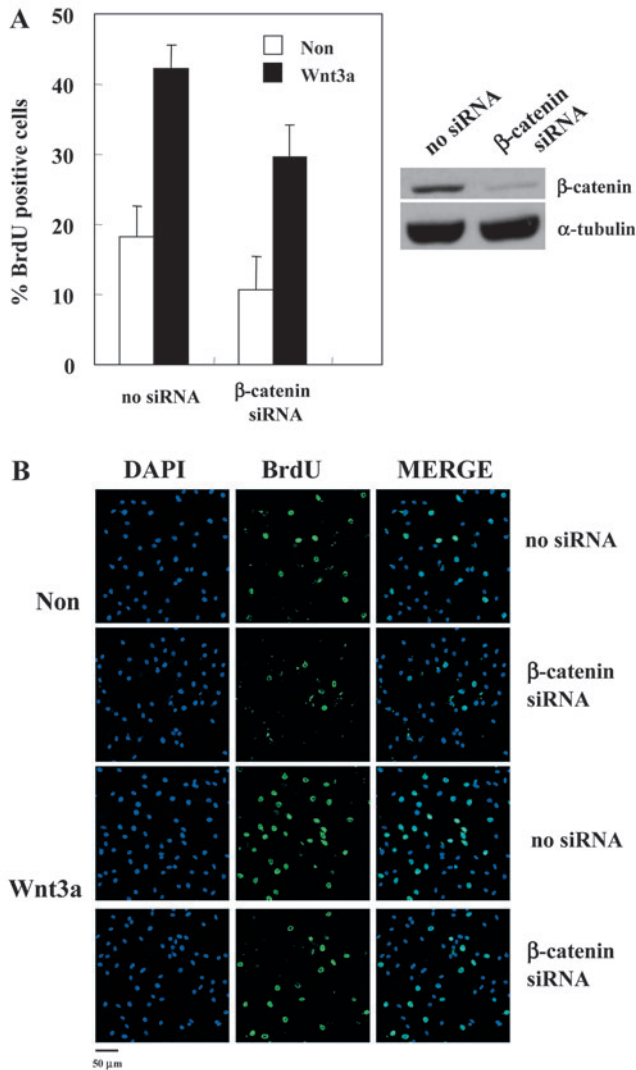 A
50
40
30
20
10
0
% BrdU positive cells
Non
Wnt3a
no siRNA
β-catenin
siRNA
no siRNA
β-catenin
siRNA
β-catenin
α-tubulin
B
DAPI BrdU MERGE
Non
no siRNA
β-catenin
siRNA
Wnt3a
no siRNA
β-catenin
siRNA
50 μm